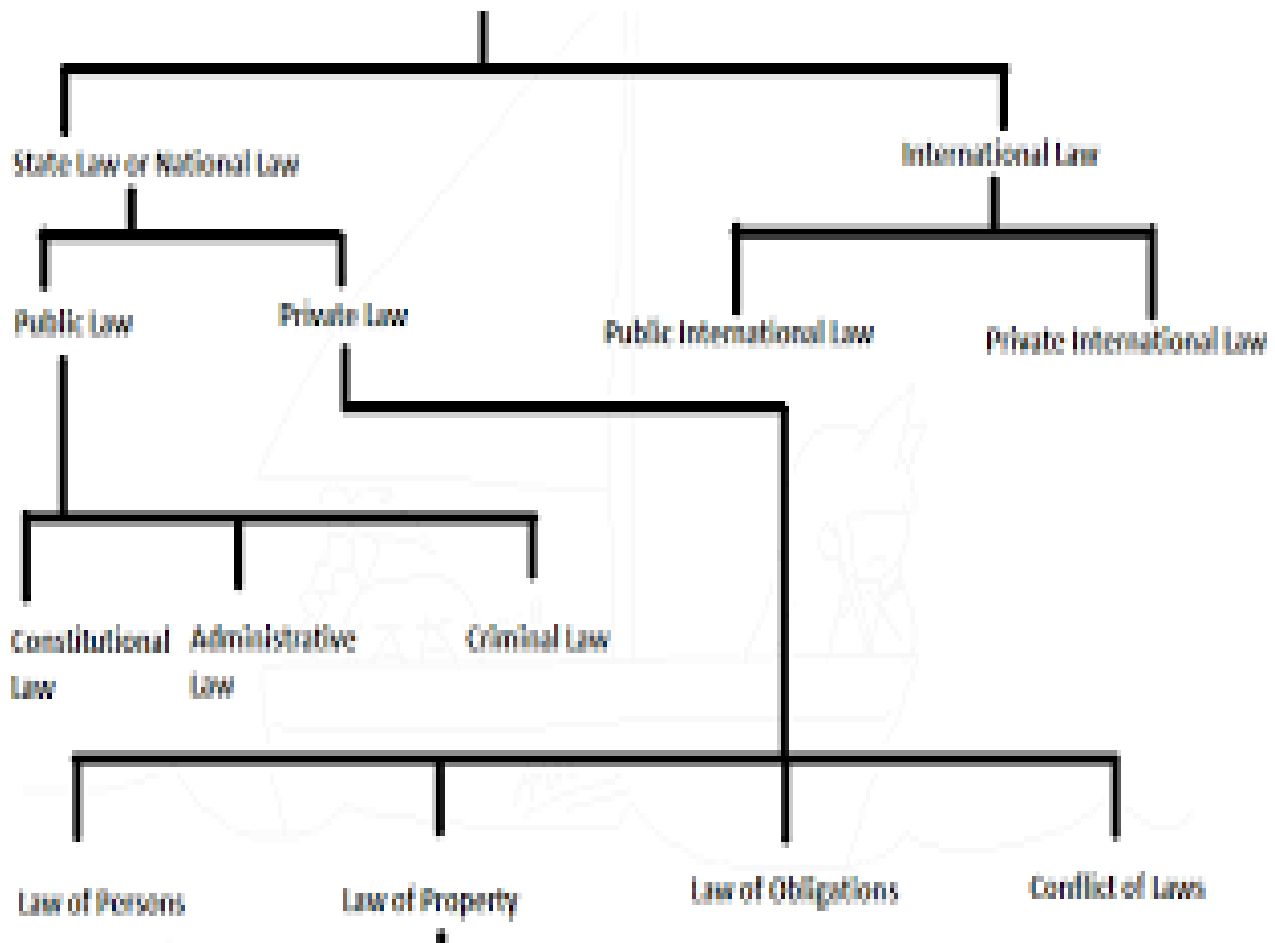 State Law or National Law
International Law
Public Law
Private Law
Public International Law
Private International Law
Constitutional
Law
Administrative
Law
Criminal Law
Law of Persons
Law of Property
Law of Obligations
Conflict of Laws